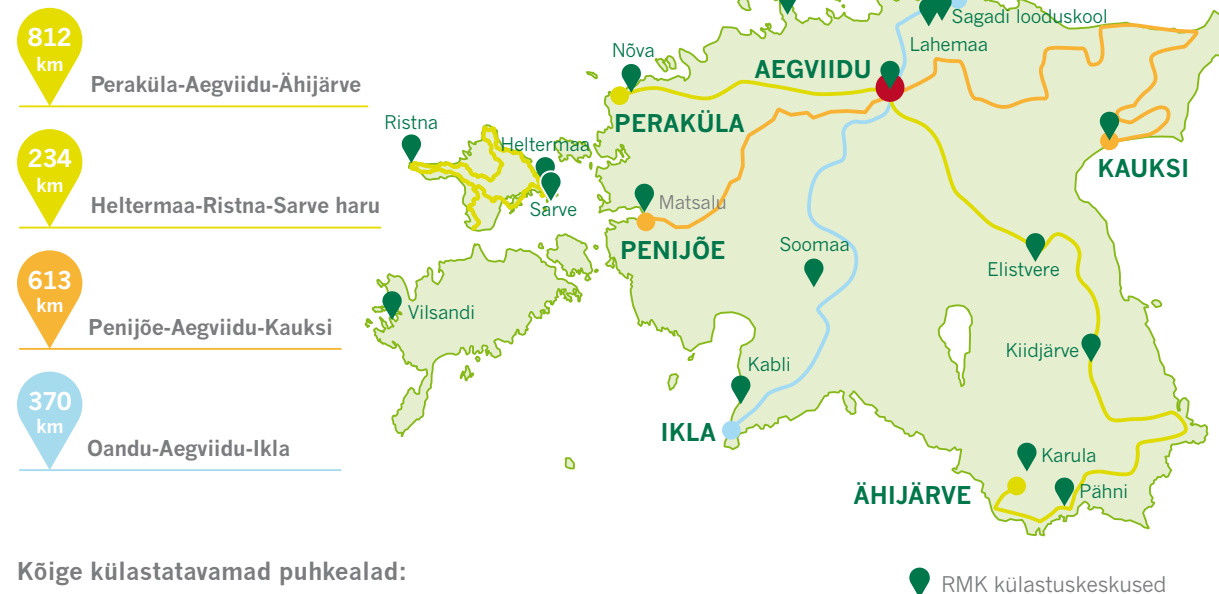 812
km
Peraküla-Aegviidu-Ähijärve
234
km
Heltermaa-Ristna-Sarve haru
613
km
Penijõe-Aegviidu-Kauksi
370
km
Oandu-Aegviidu-Ikla
Sagadi looduskool
Lahemaa
Nõva
AEGVIIDU
PERAKÜLA
Ristna
Heltermaa
KAUKSI
Matsalu
Sarve
PENIJÕE
Soomaa
Elistvere
Vilsandi
Kiidjärve
Kabli
IKLA
Karula
ÄHIJÄRVE
Pähni
Kõige külastatavamad puhkealad:
RMK külastuskeskused